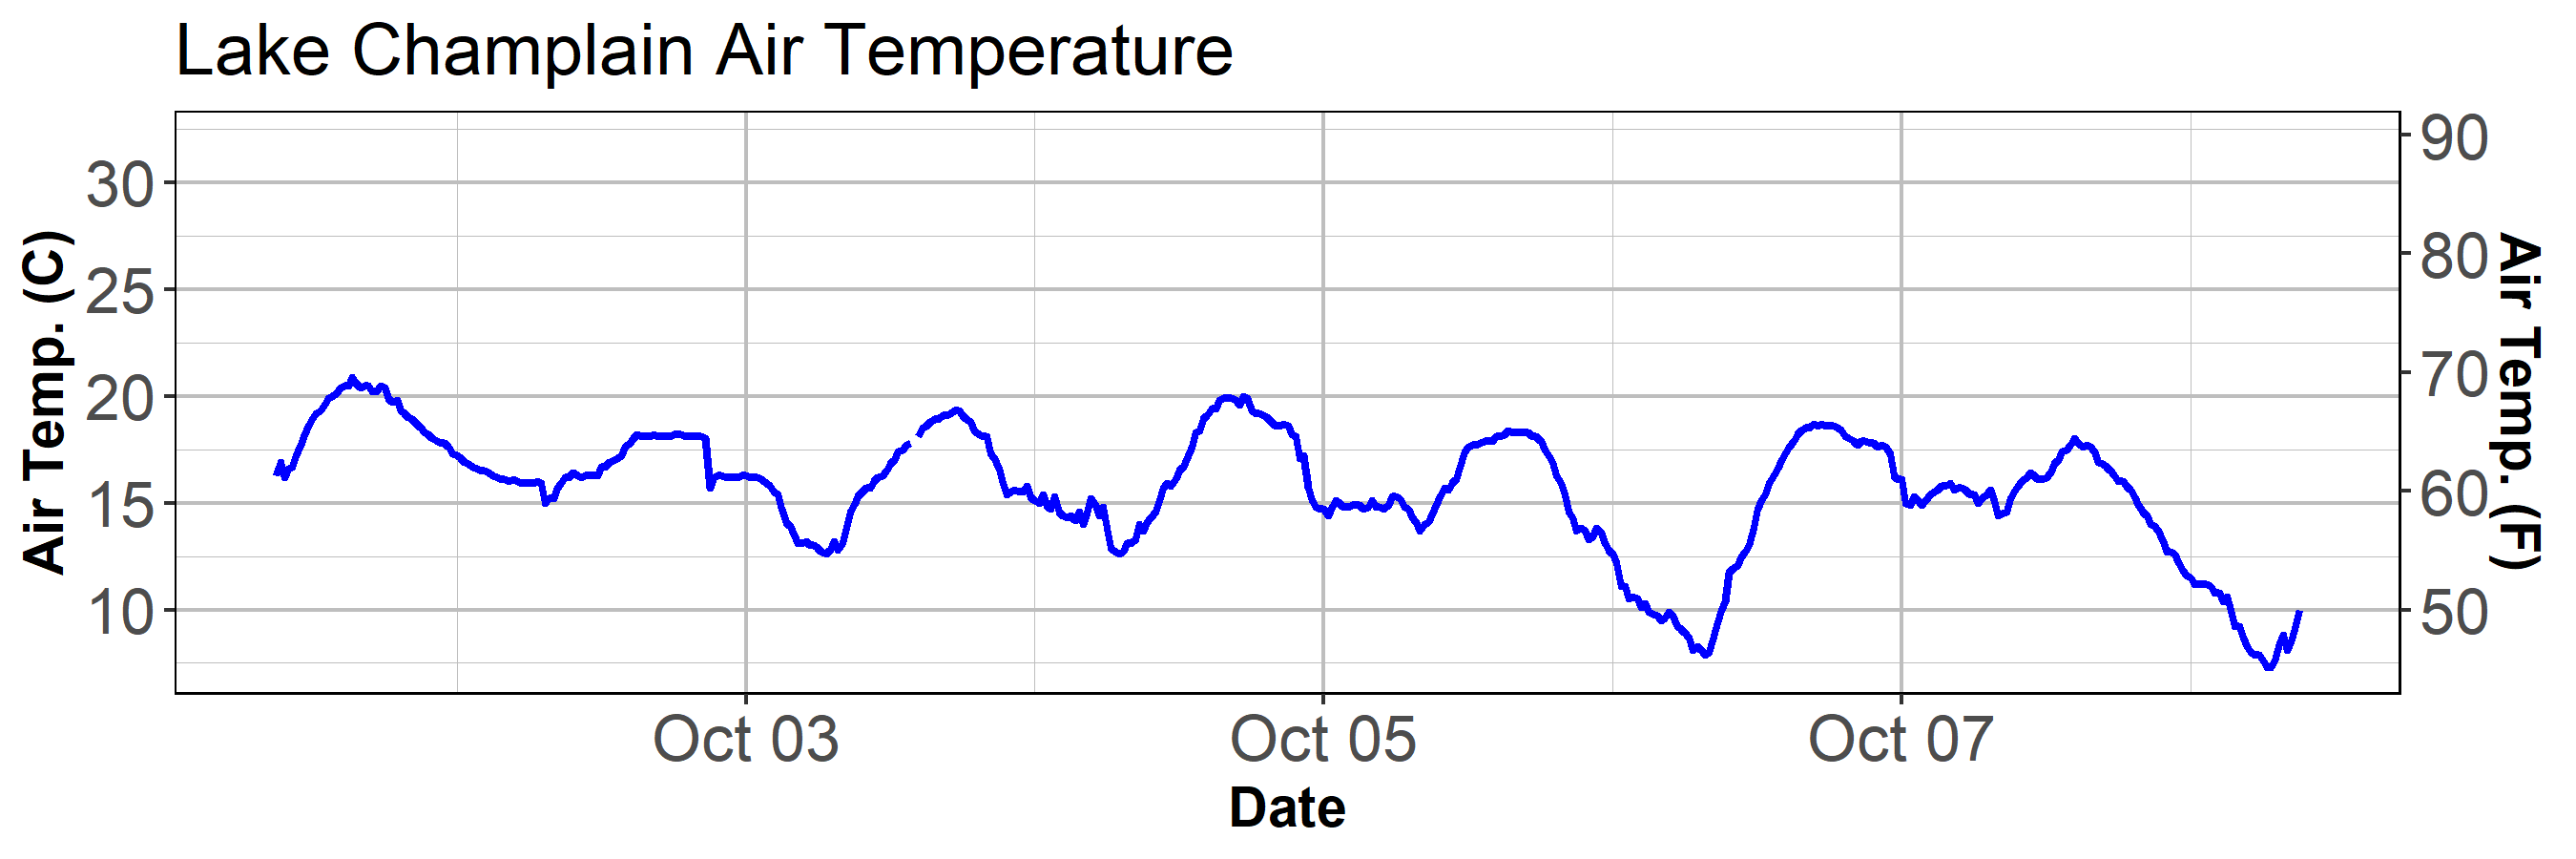 Lake Champlain Air Temperature
Air Temp. (C)
30
25
20
15
10
90
80
70
60
50
Air Temp. (F)
Oct 03
Oct 05
Oct 07
Date